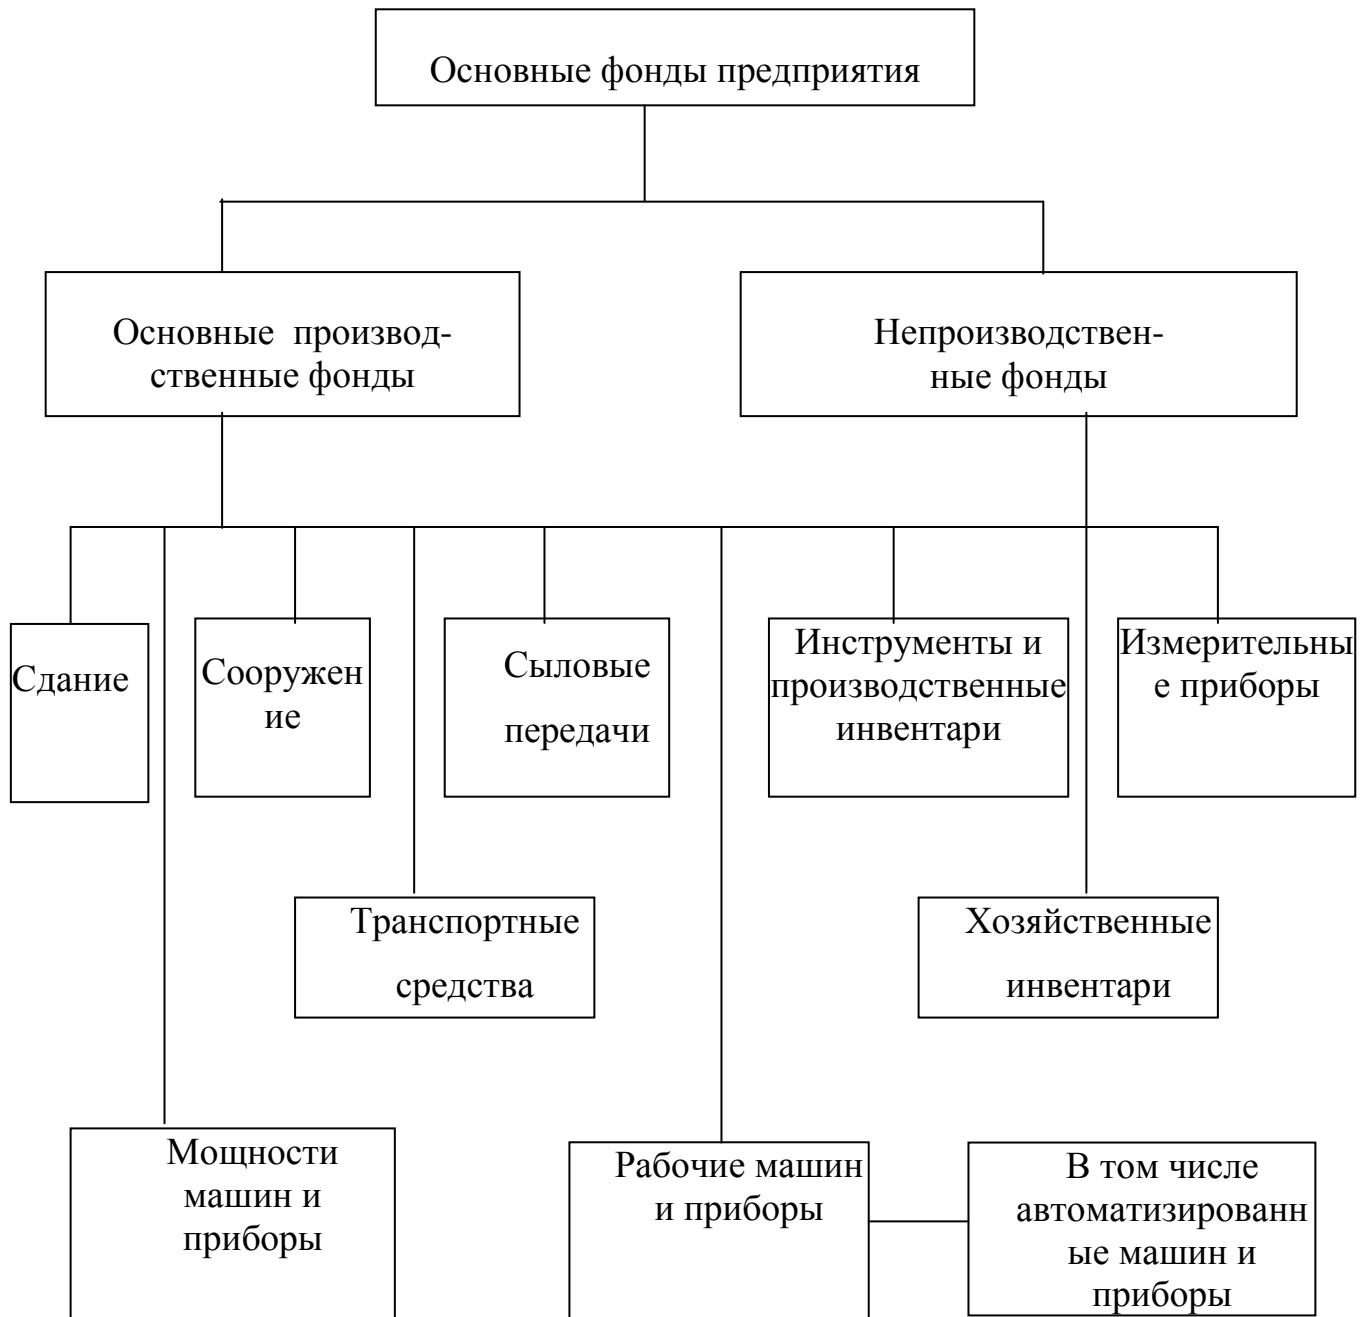 Основные фонды предприятия
Основные производ-
ственные фонды
Непроизводствен-
ные фонды
Сдание
Сооружен
ие
Сыловые
передачи
Инструменты и
производственные
инвентари
Измерительны
е приборы
Транспортные
средства
Хозяйственные
инвентари
Мощности
машин и
приборы
Рабочие машин
и приборы
В том числе
автоматизированн
ые машин и
приборы